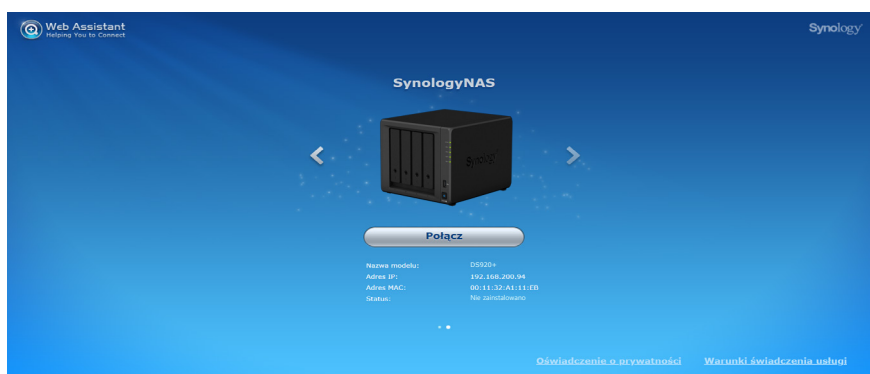 Web Assistant
Helping You to Connect
Synology
SynologyNAS
Synology
Połącz
Nazwa modelu: DS920+
Adres IP: 192.168.200.94
Adres MAC: 00:11:32:A1:11:EB
Status: Nie zainstalowano
Oświadczenie o prywatności Warunki świadczenia usługi